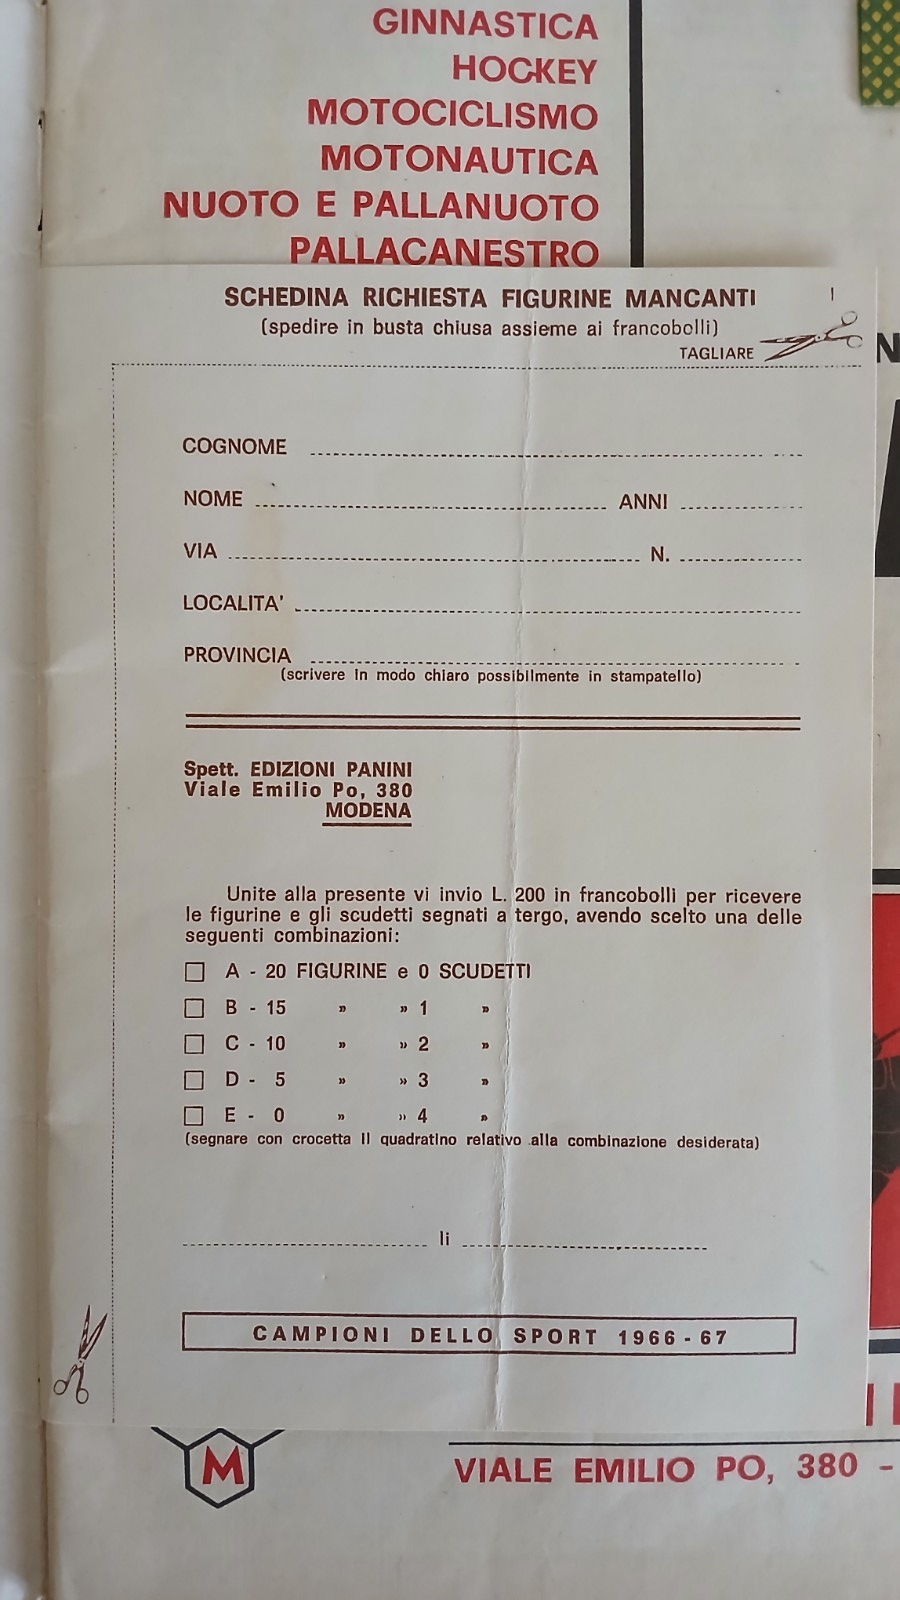 GINNASTICA
HOCKEY
MOTOCICLISMO
MOTONAUTICA
NUOTO E PALLANUOTO
PALLACANESTRO
SCHEDINA RICHIESTA FIGURINE MANCANTI
(spedire in busta chiusa assieme ai francobolli)
TAGLIARE
COGNOME
NOME ANNI
VIA N.
LOCALITA'
PROVINCIA
(scrivere in modo chiaro possibilmente in stampatello)
Spett. EDIZIONI PANINI
Viale Emilio Po, 380
MODENA
Unite alla presente vi invio L. 200 in francobolli per ricevere
le figurine e gli scudetti segnati a tergo, avendo scelto una delle
seguenti combinazioni:
A - 20 FIGURINE e 0 SCUDETTI
B - 15 » » 1 »
C - 10 » » 2 »
D - 5 » » 3 »
E - 0 » » 4 »
(segnare con crocetta il quadratino relativo alla combinazione desiderata)
li
CAMPIONI DELLO SPORT 1966-67
M
VIALE EMILIO PO, 380 -